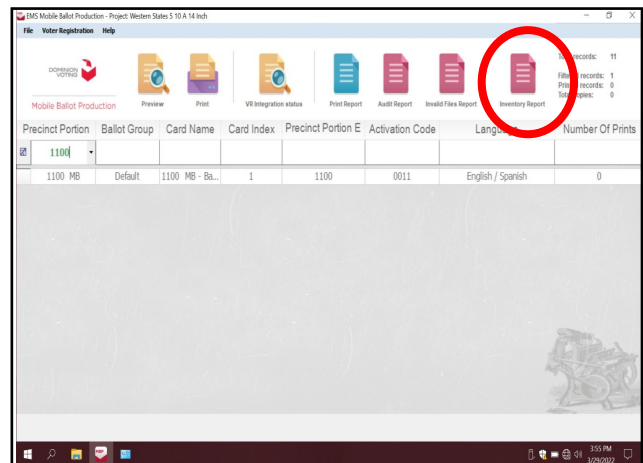 EMS Mobile Ballot Production - Project: Western States 5 10 A 14 Inch
File Voter Registration Help
DOMINION VOTING
Mobile Ballot Production
Preview Print VR Integration status Print Report Audit Report Invalid Files Report Inventory Report
records: 11
records: 1
records: 0
opies: 0
Precinct Portion Ballot Group Card Name Card Index Precinct Portion E Activation Code Language Number Of Prints
1100
1100 MB Default 1100 MB - Ba... 1 1100 0011 English / Spanish 0
3:55 PM
3/29/2022